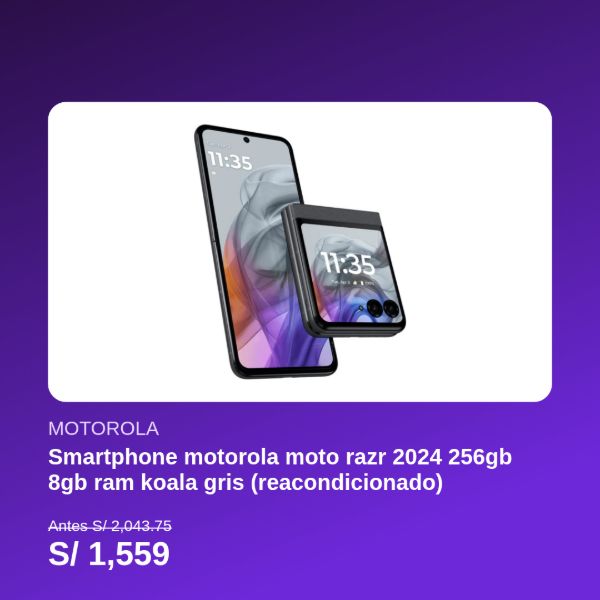 11:35
11:35
MOTOROLA
Smartphone motorola moto razr 2024 256gb
8gb ram koala gris (reacondicionado)
Antes S/ 2,043.75
S/ 1,559